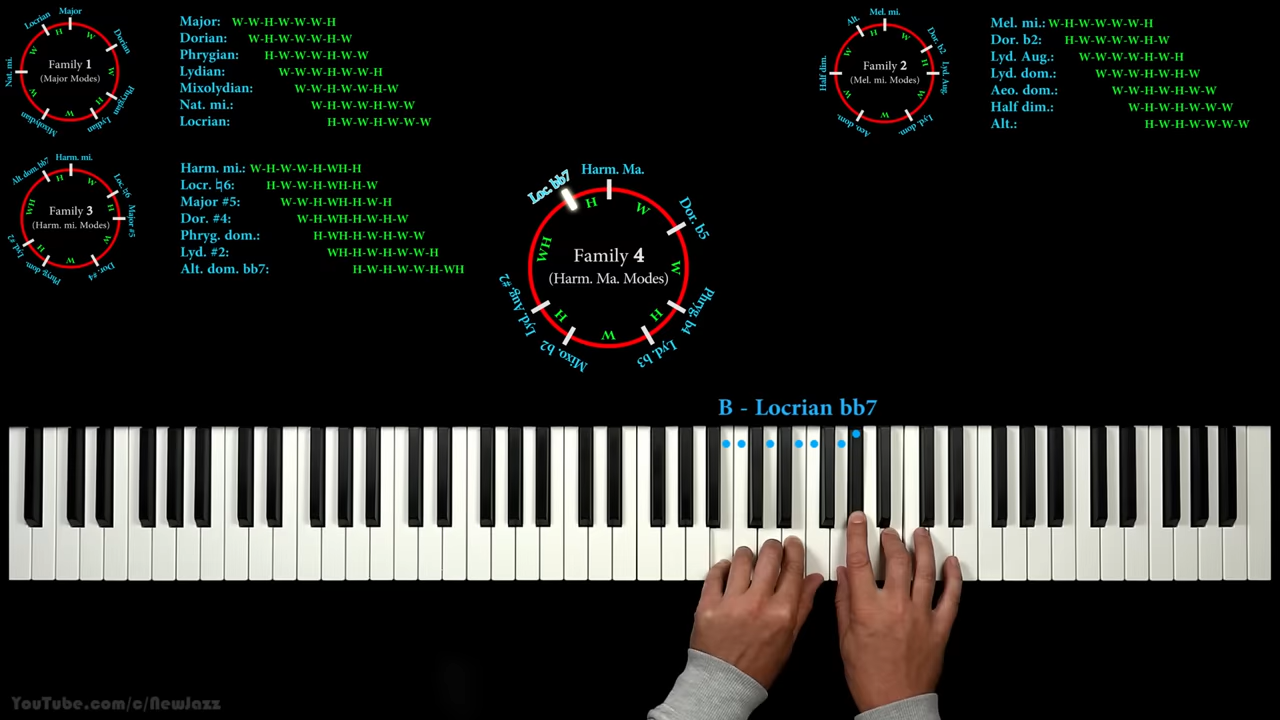 Major: W-W-H-W-W-W-H
Dorian: W-H-W-W-W-H-W
Phrygian: H-W-W-W-H-W-W
Lydian: W-W-W-H-W-W-H
Mixolydian: W-W-H-W-W-H-W
Nat. mi.: W-H-W-W-H-W-W
Locrian: H-W-W-H-W-W-W
Major
Dorian
Phrygian
Lydian
Mixolydian
Nat. mi.
Locrian
W
W
H
W
W
W
H
Family 1
(Major Modes)
Mel. mi.: W-H-W-W-W-W-H
Dor. b2: H-W-W-W-W-H-W
Lyd. Aug.: W-W-W-W-H-W-H
Lyd. dom.: W-W-W-H-W-H-W
Aeo. dom.: W-W-H-W-H-W-W
Half dim.: W-H-W-H-W-W-W
Alt.: H-W-H-W-W-W-W
Mel. mi.
Dor. b2
Lyd. Aug.
Lyd. dom.
Aeo. dom.
Half dim.
Alt.
W
H
W
W
W
W
H
Family 2
(Mel. mi. Modes)
Harm. mi.: W-H-W-W-H-WH-H
Locr. ♮6: H-W-W-H-WH-H-W
Major #5: W-W-H-WH-H-W-H
Dor. #4: W-H-WH-H-W-H-W
Phryg. dom.: H-WH-H-W-H-W-W
Lyd. #2: WH-H-W-H-W-W-H
Alt. dom. bb7: H-W-H-W-W-H-WH
Harm. mi.
Loc. ♮6
Major #5
Dor. #4
Phryg. dom.
Lyd. #2
Alt. dom. bb7
W
H
W
W
H
WH
H
Family 3
(Harm. mi. Modes)
Harm. Ma.
Dor. b5
Phryg. b4
Lyd. b3
Mixo. b2
Lyd. Aug #2
Loc. bb7
W
W
H
W
H
WH
H
Family 4
(Harm. Ma. Modes)
B - Locrian bb7
YouTube.com/c/NewJazz